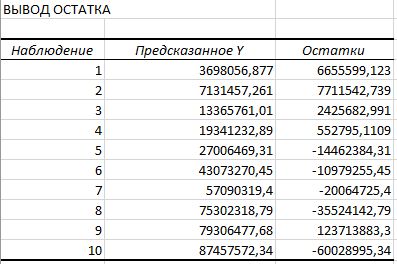 ВЫВОД ОСТАТКА
Наблюдение Предсказанное Y Остатки
1 3698056,877 6655599,123
2 7131457,261 7711542,739
3 13365761,01 2425682,991
4 19341232,89 552795,1109
5 27006469,31 -14462384,31
6 43073270,45 -10979255,45
7 57090319,4 -20064725,4
8 75302318,79 -35524142,79
9 79306477,68 123713883,3
10 87457572,34 -60028995,34